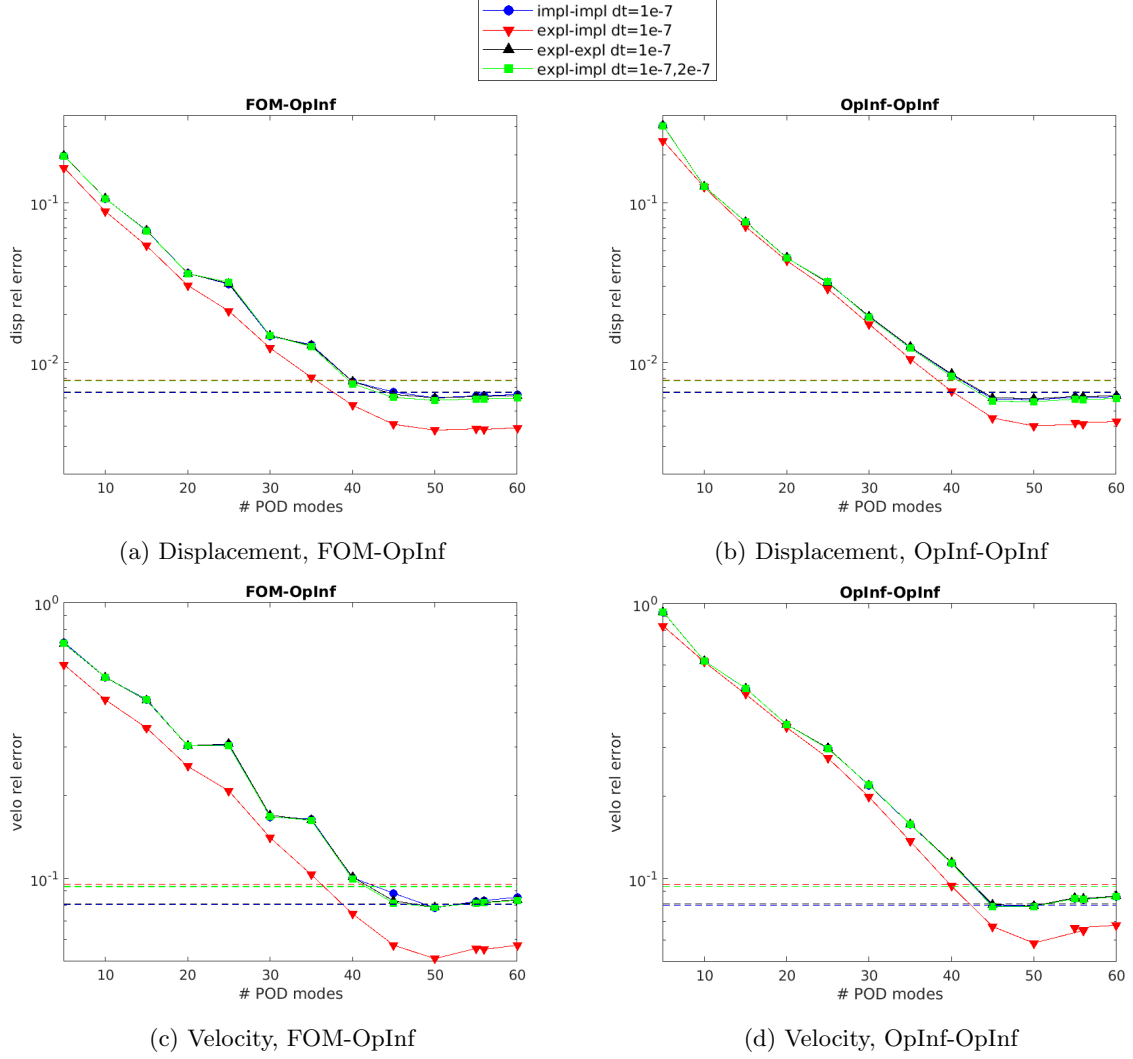 impl-impl dt=1e-7
expl-impl dt=1e-7
expl-expl dt=1e-7
expl-impl dt=1e-7,2e-7
FOM-OpInf
disp rel error
10^-1
10^-2
10 20 30 40 50 60
# POD modes
(a) Displacement, FOM-OpInf
OpInf-OpInf
disp rel error
10^-1
10^-2
10 20 30 40 50 60
# POD modes
(b) Displacement, OpInf-OpInf
FOM-OpInf
velo rel error
10^0
10^-1
10 20 30 40 50 60
# POD modes
(c) Velocity, FOM-OpInf
OpInf-OpInf
velo rel error
10^0
10^-1
10 20 30 40 50 60
# POD modes
(d) Velocity, OpInf-OpInf